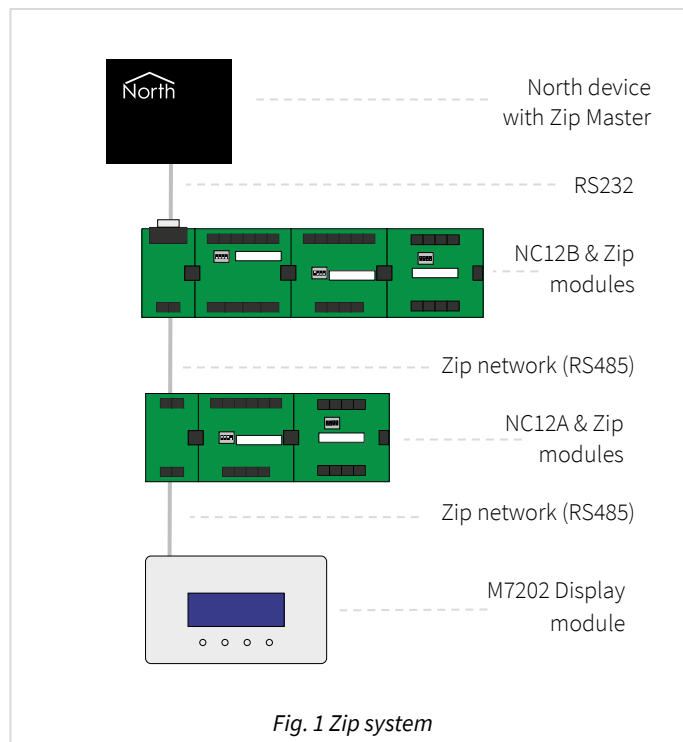 North
North device
with Zip Master
RS232
NC12B & Zip
modules
Zip network (RS485)
NC12A & Zip
modules
Zip network (RS485)
M7202 Display
module
Fig. 1 Zip system